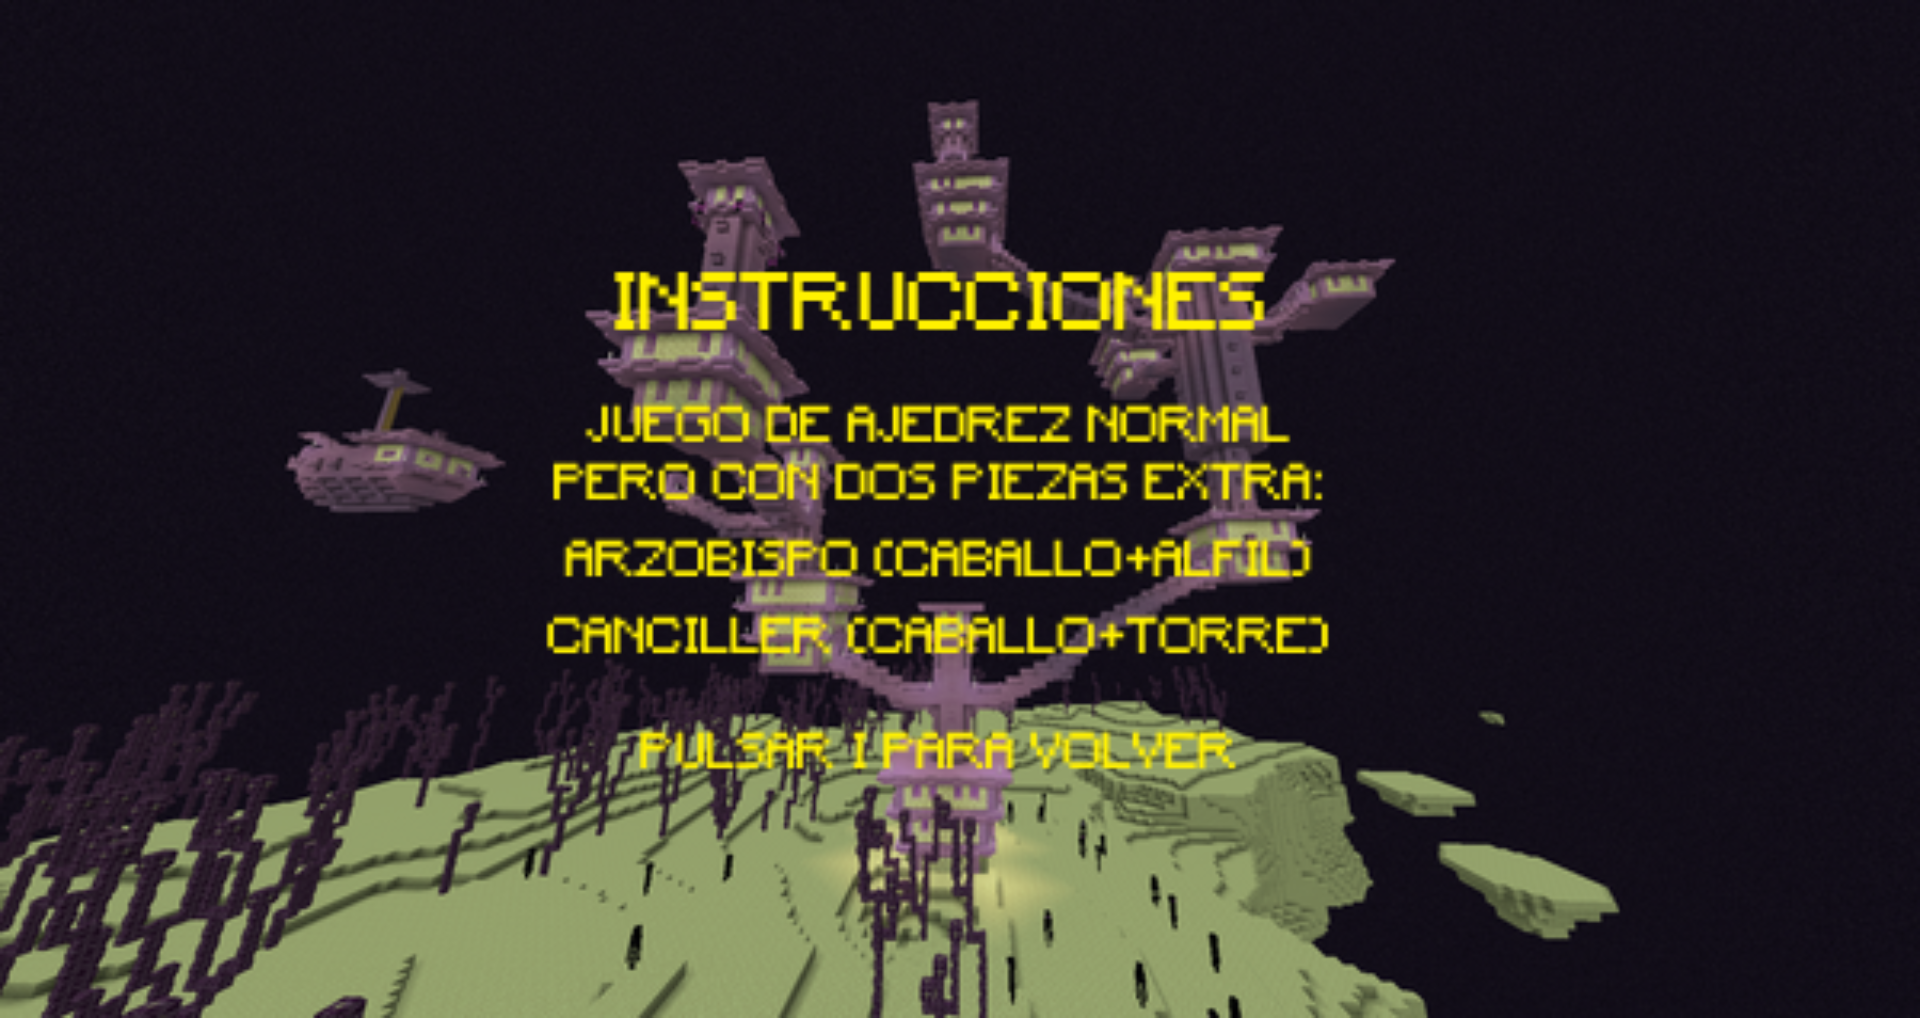 INSTRUCCIONES
JUEGO DE AJEDREZ NORMAL
PERO CON DOS PIEZAS EXTRA:
ARZOBISPO (CABALLO+ALFIL)
CANCILLER (CABALLO+TORRE)
PULSAR I PARA VOLVER